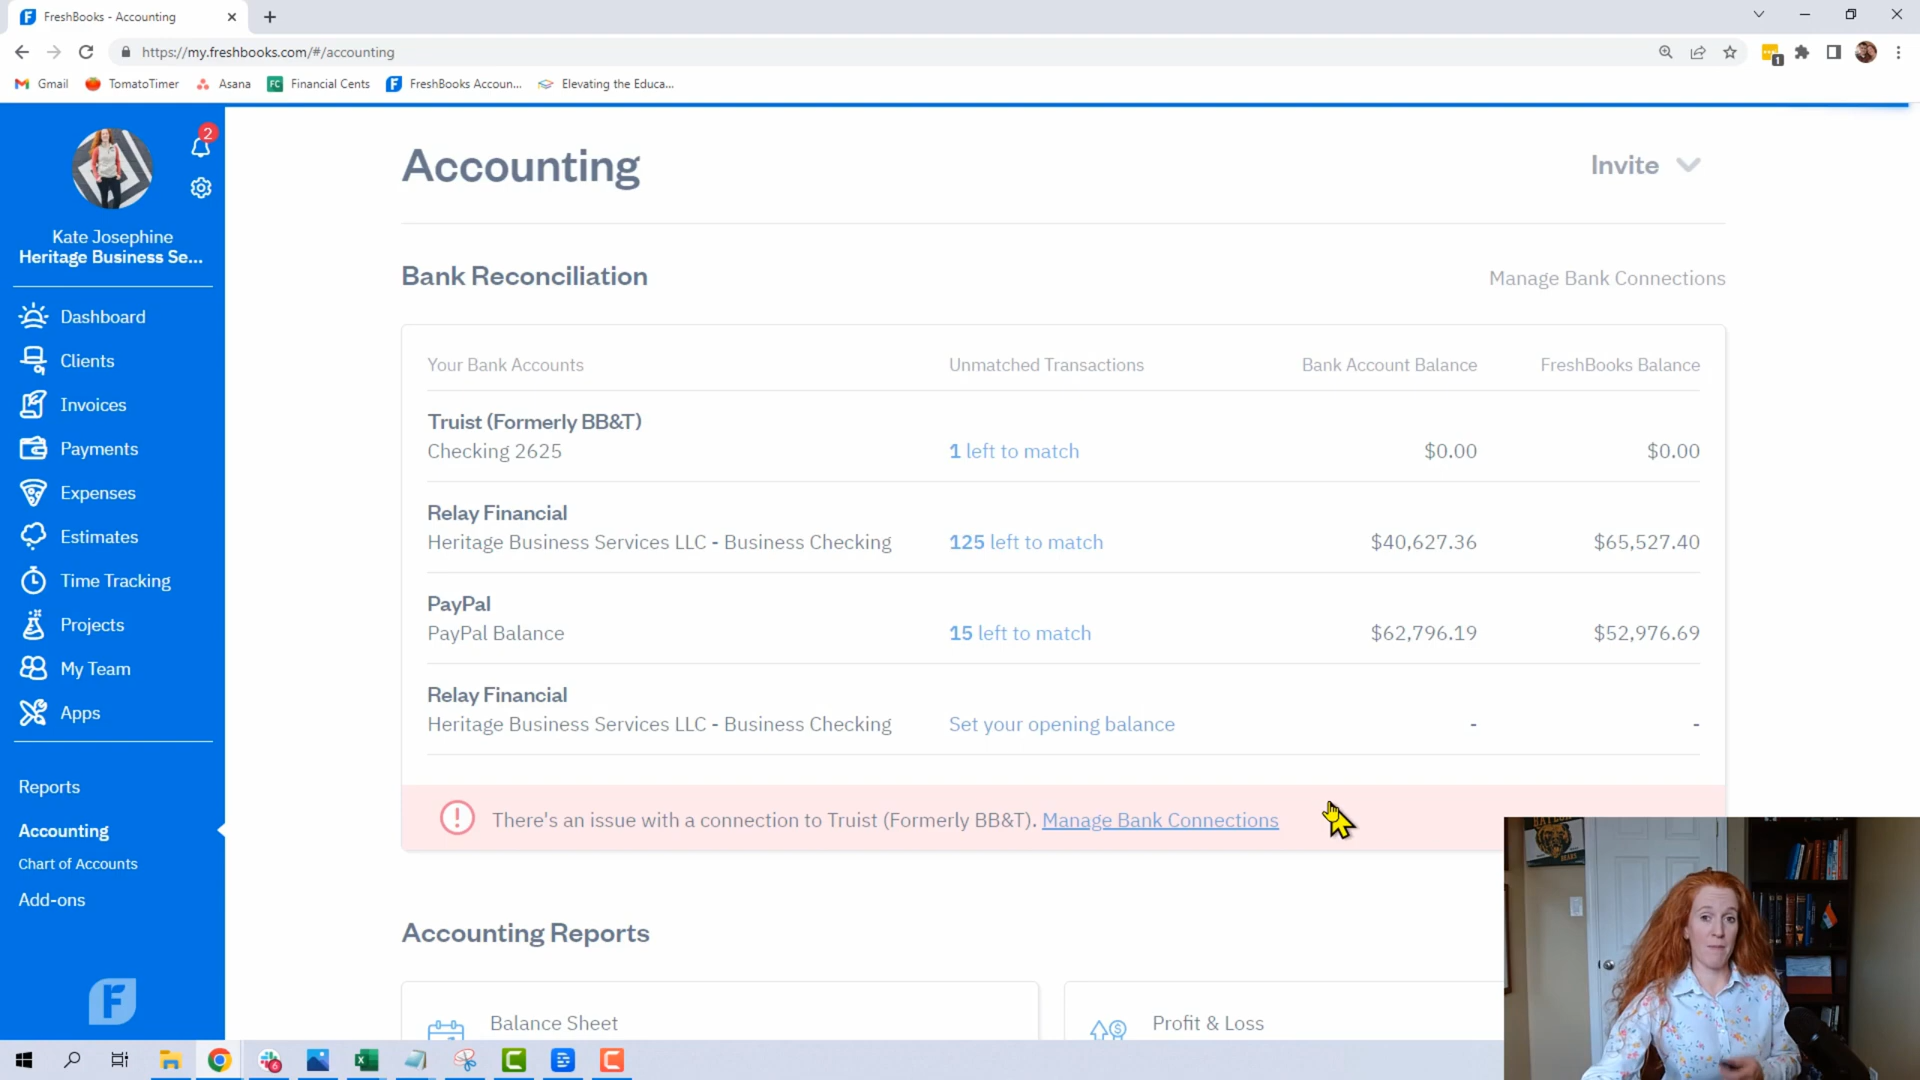 FreshBooks - Accounting
https://my.freshbooks.com/#/accounting
1
Gmail
TomatoTimer
Asana
FC
Financial Cents
FreshBooks Accoun...
Elevating the Educa...
2
Kate Josephine
Heritage Business Se...
Dashboard
Clients
Invoices
Payments
Expenses
Estimates
Time Tracking
Projects
My Team
Apps
Reports
Accounting
Chart of Accounts
Add-ons
Accounting
Invite
Bank Reconciliation
Manage Bank Connections
Your Bank Accounts Unmatched Transactions Bank Account Balance FreshBooks Balance
Truist (Formerly BB&T)
Checking 2625 1 left to match $0.00 $0.00
Relay Financial
Heritage Business Services LLC - Business Checking 125 left to match $40,627.36 $65,527.40
PayPal
PayPal Balance 15 left to match $62,796.19 $52,976.69
Relay Financial
Heritage Business Services LLC - Business Checking Set your opening balance - -
There's an issue with a connection to Truist (Formerly BB&T). Manage Bank Connections
Accounting Reports
Balance Sheet
Profit & Loss
BEARS
6